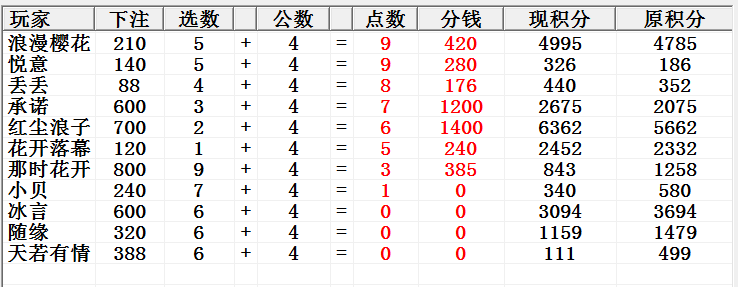 玩家 下注 选数 公数 点数 分钱 现积分 原积分
浪漫樱花 210 5 + 4 = 9 420 4995 4785
悦意 140 5 + 4 = 9 280 326 186
丢丢 88 4 + 4 = 8 176 440 352
承诺 600 3 + 4 = 7 1200 2675 2075
红尘浪子 700 2 + 4 = 6 1400 6362 5662
花开落幕 120 1 + 4 = 5 240 2452 2332
那时花开 800 9 + 4 = 3 385 843 1258
小贝 240 7 + 4 = 1 0 340 580
冰言 600 6 + 4 = 0 0 3094 3694
随缘 320 6 + 4 = 0 0 1159 1479
天若有情 388 6 + 4 = 0 0 111 499